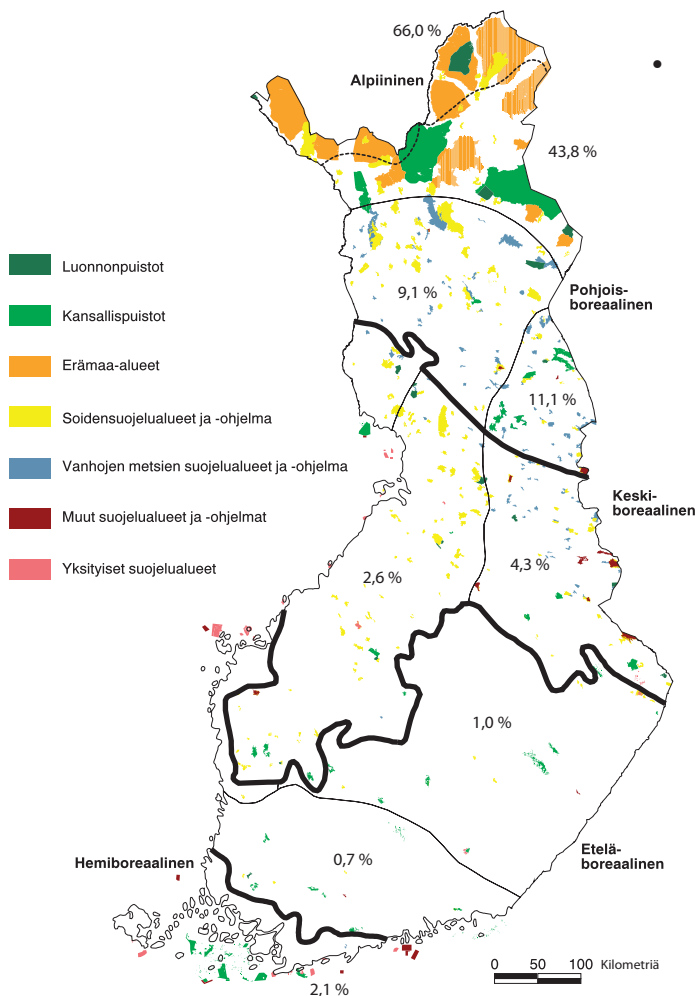 66,0 %
Alpiininen
43,8 %
Luonnonpuistot
Kansallispuistot
Erämaa-alueet
Soidensuojelualueet ja -ohjelma
Vanhojen metsien suojelualueet ja -ohjelma
Muut suojelualueet ja -ohjelmat
Yksityiset suojelualueet
9,1 %
Pohjois-
boreaalinen
11,1 %
Keski-
boreaalinen
4,3 %
2,6 %
1,0 %
Etelä-
boreaalinen
Hemiboreaalinen
0,7 %
2,1 %
0 50 100 Kilometriä